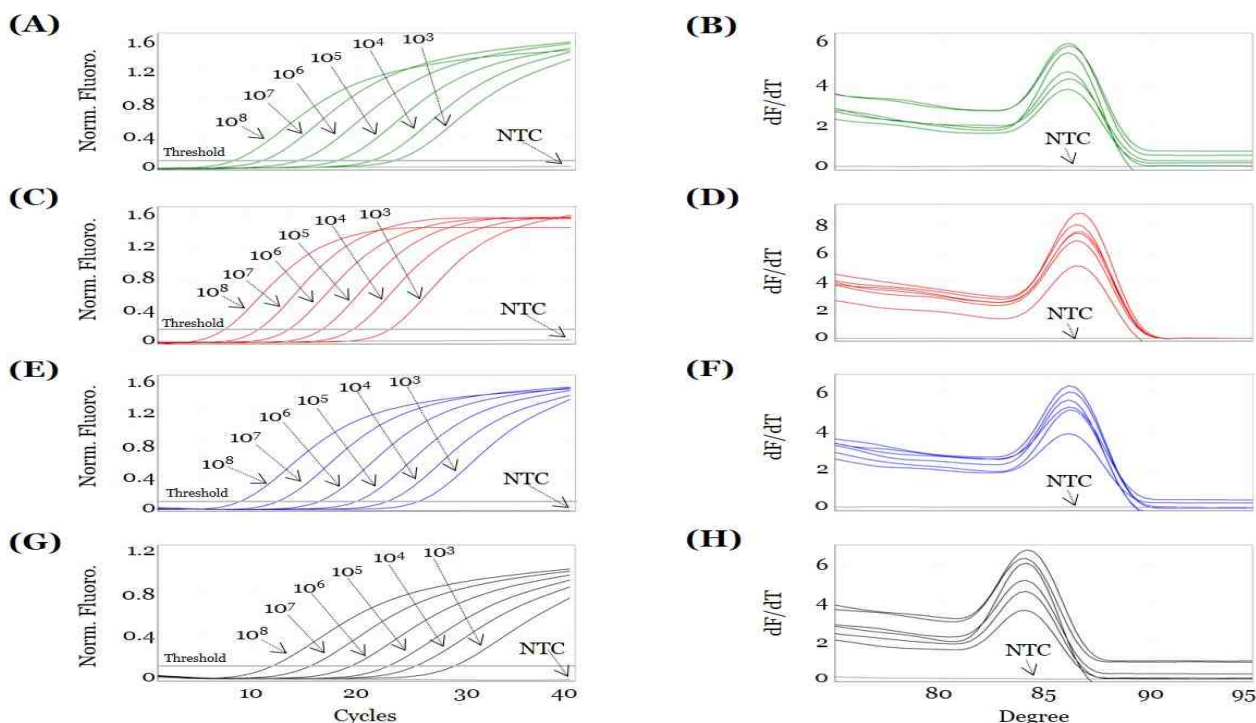 (A)
Norm. Fluoro.
1.6
1.2
0.8
0.4
0
10⁸
10⁷
10⁶
10⁵
10⁴
10³
Threshold
NTC
(B)
dF/dT
6
4
2
0
NTC
(C)
Norm. Fluoro.
1.6
1.2
0.8
0.4
0
10⁸
10⁷
10⁶
10⁵
10⁴
10³
Threshold
NTC
(D)
dF/dT
8
6
4
2
0
NTC
(E)
Norm. Fluoro.
1.6
1.2
0.8
0.4
0
10⁸
10⁷
10⁶
10⁵
10⁴
10³
Threshold
NTC
(F)
dF/dT
6
4
2
0
NTC
(G)
Norm. Fluoro.
1.2
0.8
0.4
0
10⁸
10⁷
10⁶
10⁵
10⁴
10³
Threshold
NTC
10 20 30 40
Cycles
(H)
dF/dT
6
4
2
0
NTC
80 85 90 95
Degree